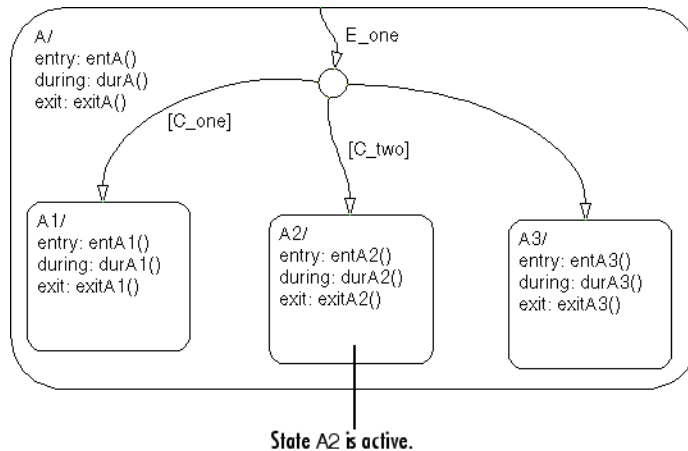 A/
entry: entA()
during: durA()
exit: exitA()
E_one
[C_one]
[C_two]
A1/
entry: entA1()
during: durA1()
exit: exitA1()
A2/
entry: entA2()
during: durA2()
exit: exitA2()
A3/
entry: entA3()
during: durA3()
exit: exitA3()
State A2 is active.